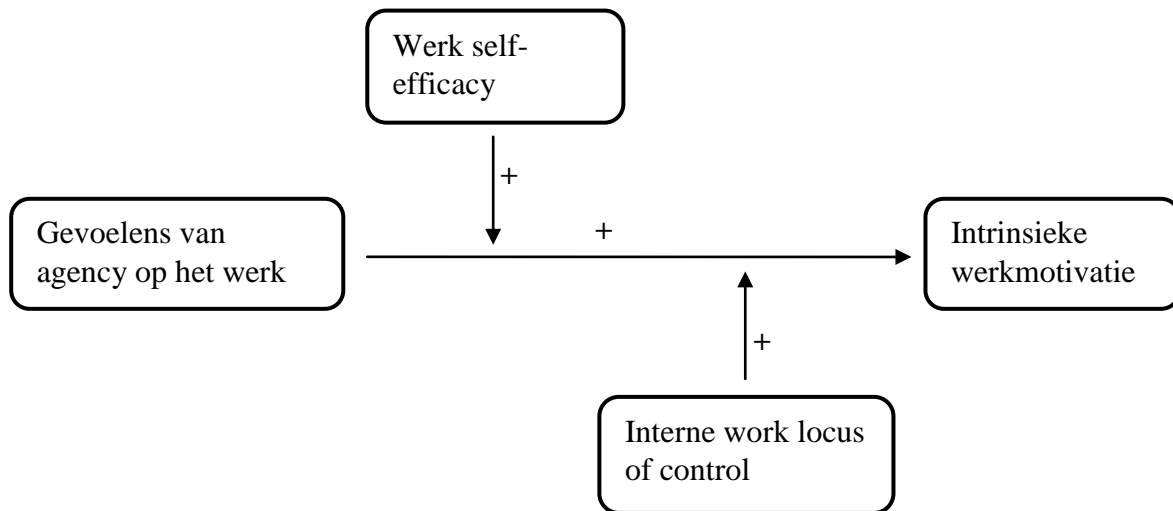 Werk self-
efficacy
+
+
Gevoelens van
agency op het werk
Intrinsieke
werkmotivatie
+
Interne work locus
of control